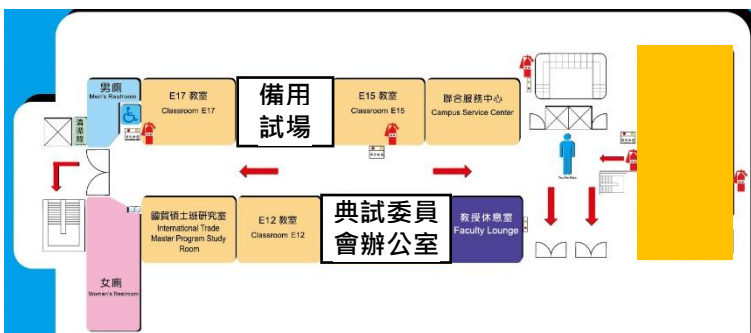 男廁
Men's Restroom
清潔間
E17 教室
Classroom E17
備用
試場
E15 教室
Classroom E15
聯合服務中心
Campus Service Center
國貿碩士班研究室
International Trade
Master Program Study
Room
E12 教室
Classroom E12
典試委員
會辦公室
教授休息室
Faculty Lounge
女廁
Women's Restroom